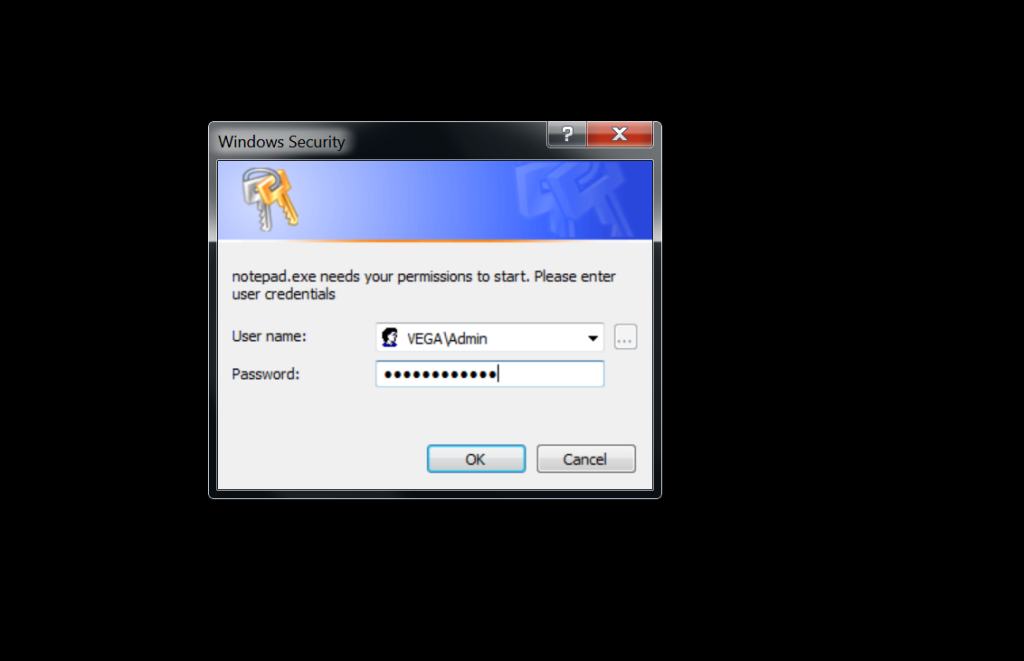 Windows Security
notepad.exe needs your permissions to start. Please enter
user credentials
User name:
VEGA\Admin
...
Password:
●●●●●●●●●●●●
OK
Cancel